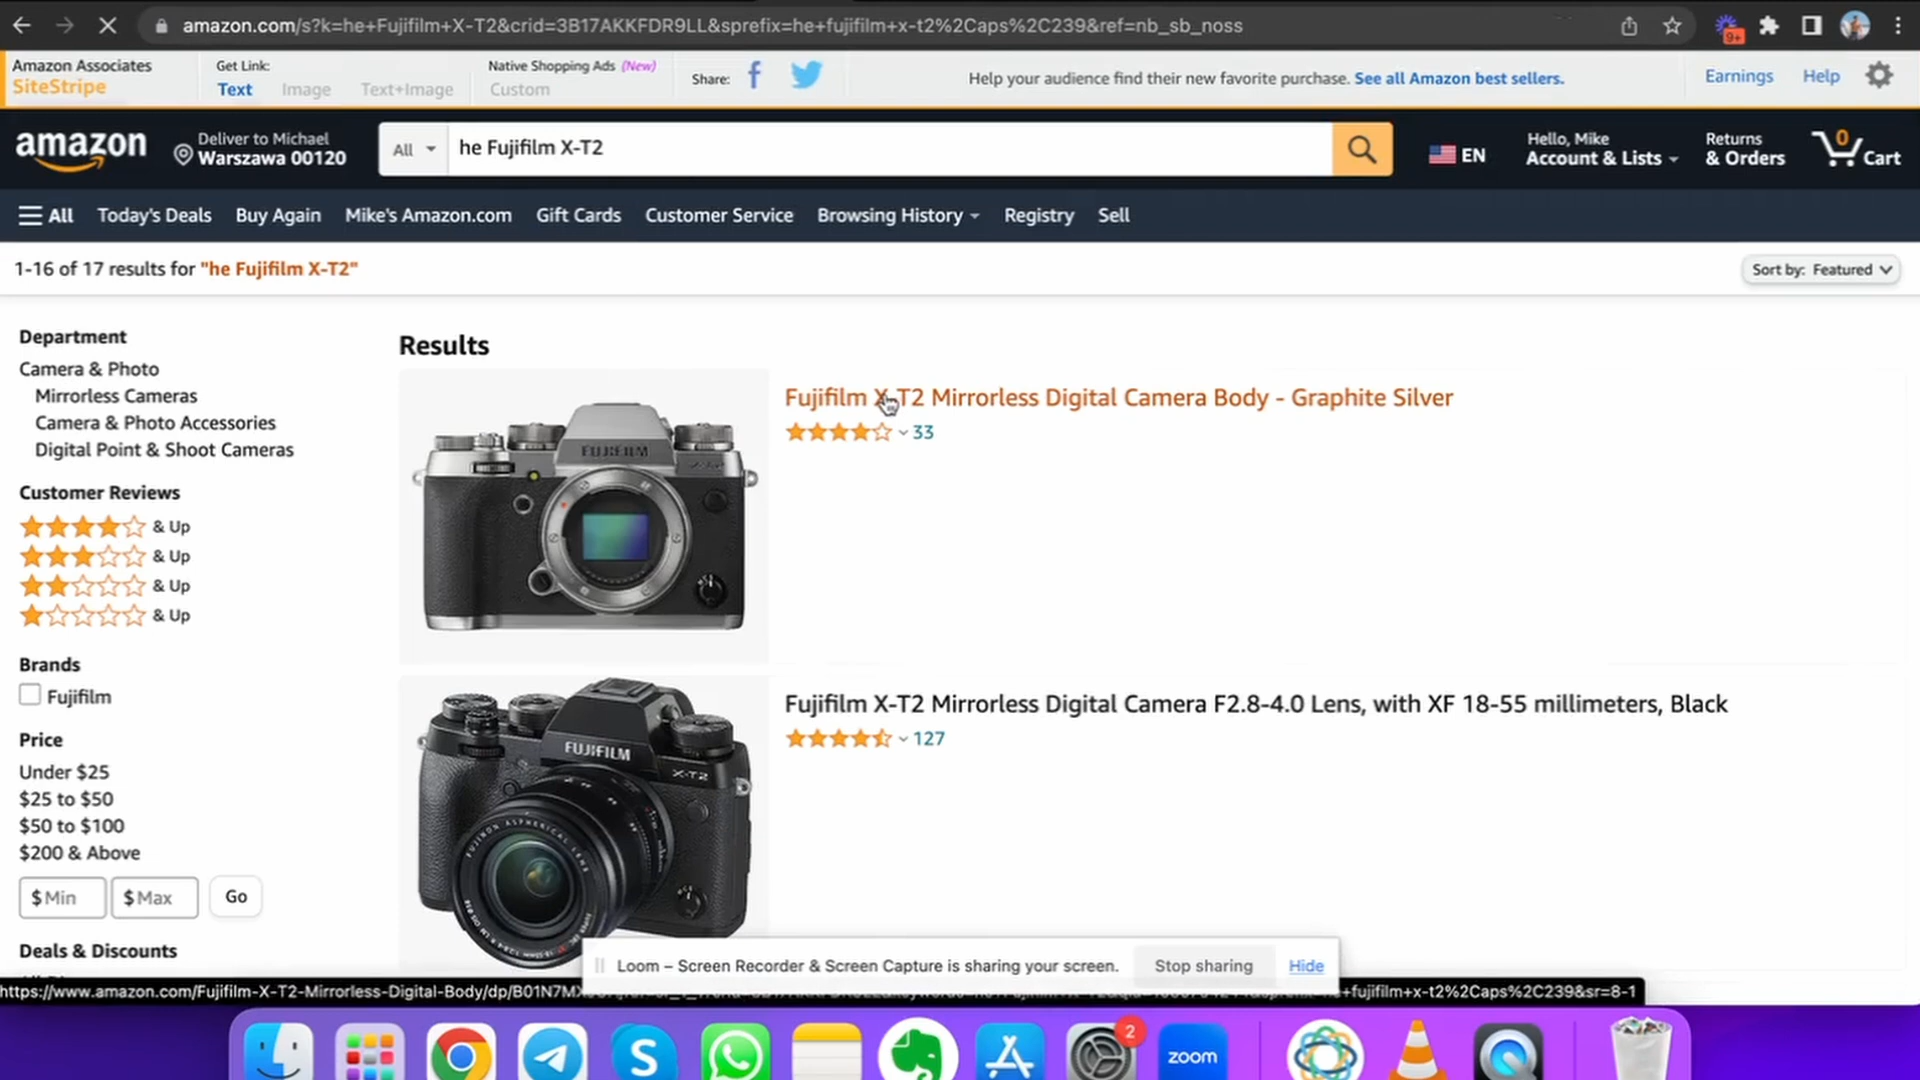 amazon.com/s?k=he+Fujifilm+X-T2&crid=3B17AKKFDR9LL&sprefix=he+fujifilm+x-t2%2Caps%2C239&ref=nb_sb_noss
9+
Amazon Associates
SiteStripe
Get Link:
Text Image Text+Image
Native Shopping Ads (New)
Custom
Share:
Help your audience find their new favorite purchase. See all Amazon best sellers.
Earnings Help
amazon
Deliver to Michael
Warszawa 00120
All
he Fujifilm X-T2
EN
Hello, Mike
Account & Lists
Returns
& Orders
0
Cart
All Today's Deals Buy Again Mike's Amazon.com Gift Cards Customer Service Browsing History Registry Sell
1-16 of 17 results for "he Fujifilm X-T2"
Sort by: Featured
Department
Camera & Photo
Mirrorless Cameras
Camera & Photo Accessories
Digital Point & Shoot Cameras
Customer Reviews
& Up
& Up
& Up
& Up
Brands
Fujifilm
Price
Under $25
$25 to $50
$50 to $100
$200 & Above
$ Min $ Max Go
Deals & Discounts
Results
FUJIFILM
Fujifilm X-T2 Mirrorless Digital Camera Body - Graphite Silver
33
FUJIFILM
X-T2
FUJINON ASPHERICAL LENS
Fujifilm X-T2 Mirrorless Digital Camera F2.8-4.0 Lens, with XF 18-55 millimeters, Black
127
Loom – Screen Recorder & Screen Capture is sharing your screen. Stop sharing Hide
2
zoom